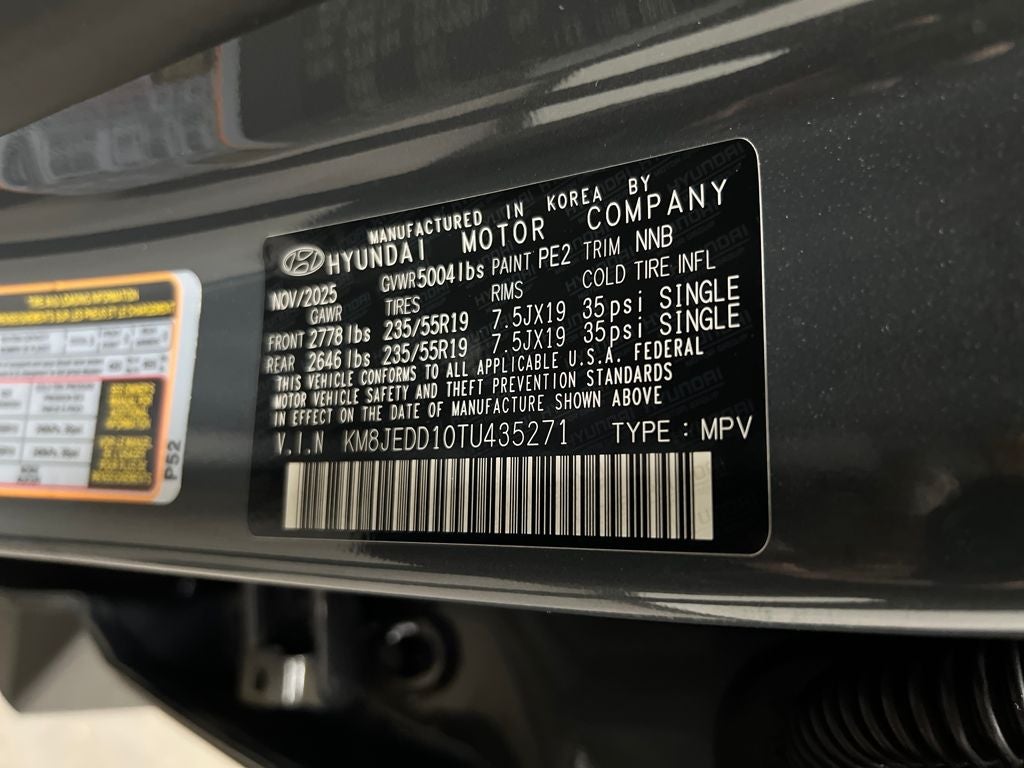 MANUFACTURED IN KOREA BY
HYUNDAI MOTOR COMPANY
NOV/2025 GVWR 5004 lbs PAINT PE2 TRIM NNB
GAWR TIRES RIMS COLD TIRE INFL
FRONT 2778 lbs 235/55R19 7.5JX19 35psi SINGLE
REAR 2646 lbs 235/55R19 7.5JX19 35psi SINGLE
THIS VEHICLE CONFORMS TO ALL APPLICABLE U.S.A. FEDERAL
MOTOR VEHICLE SAFETY AND THEFT PREVENTION STANDARDS
IN EFFECT ON THE DATE OF MANUFACTURE SHOWN ABOVE
V.I.N KM8JEDD10TU435271 TYPE : MPV
P52